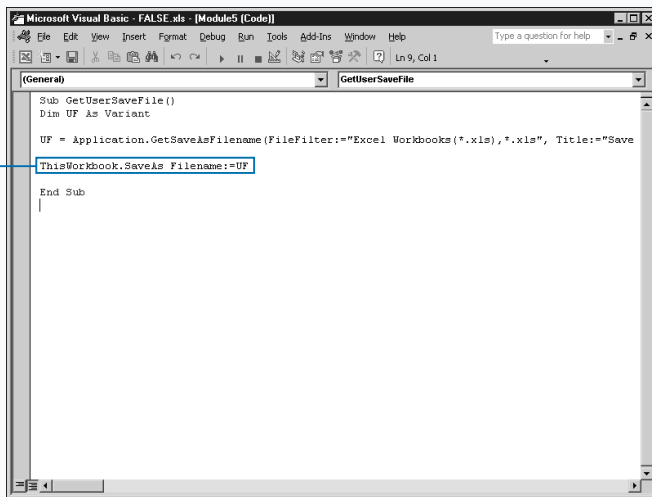 Microsoft Visual Basic - FALSE.xls - [Module5 (Code)]
File Edit View Insert Format Debug Run Tools Add-Ins Window Help Type a question for help
Ln 9, Col 1
(General) GetUserSaveFile
Sub GetUserSaveFile()
Dim UF As Variant
UF = Application.GetSaveAsFilename(FileFilter:="Excel Workbooks(*.xls),*.xls", Title:="Save
ThisWorkbook.SaveAs Filename:=UF
End Sub